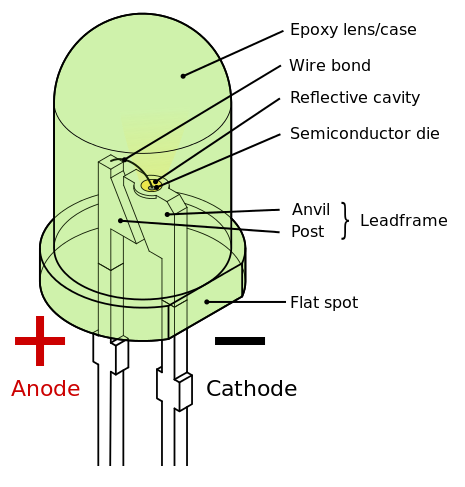 Epoxy lens/case
Wire bond
Reflective cavity
Semiconductor die
Anvil
Post
Leadframe
Flat spot
Anode
Cathode